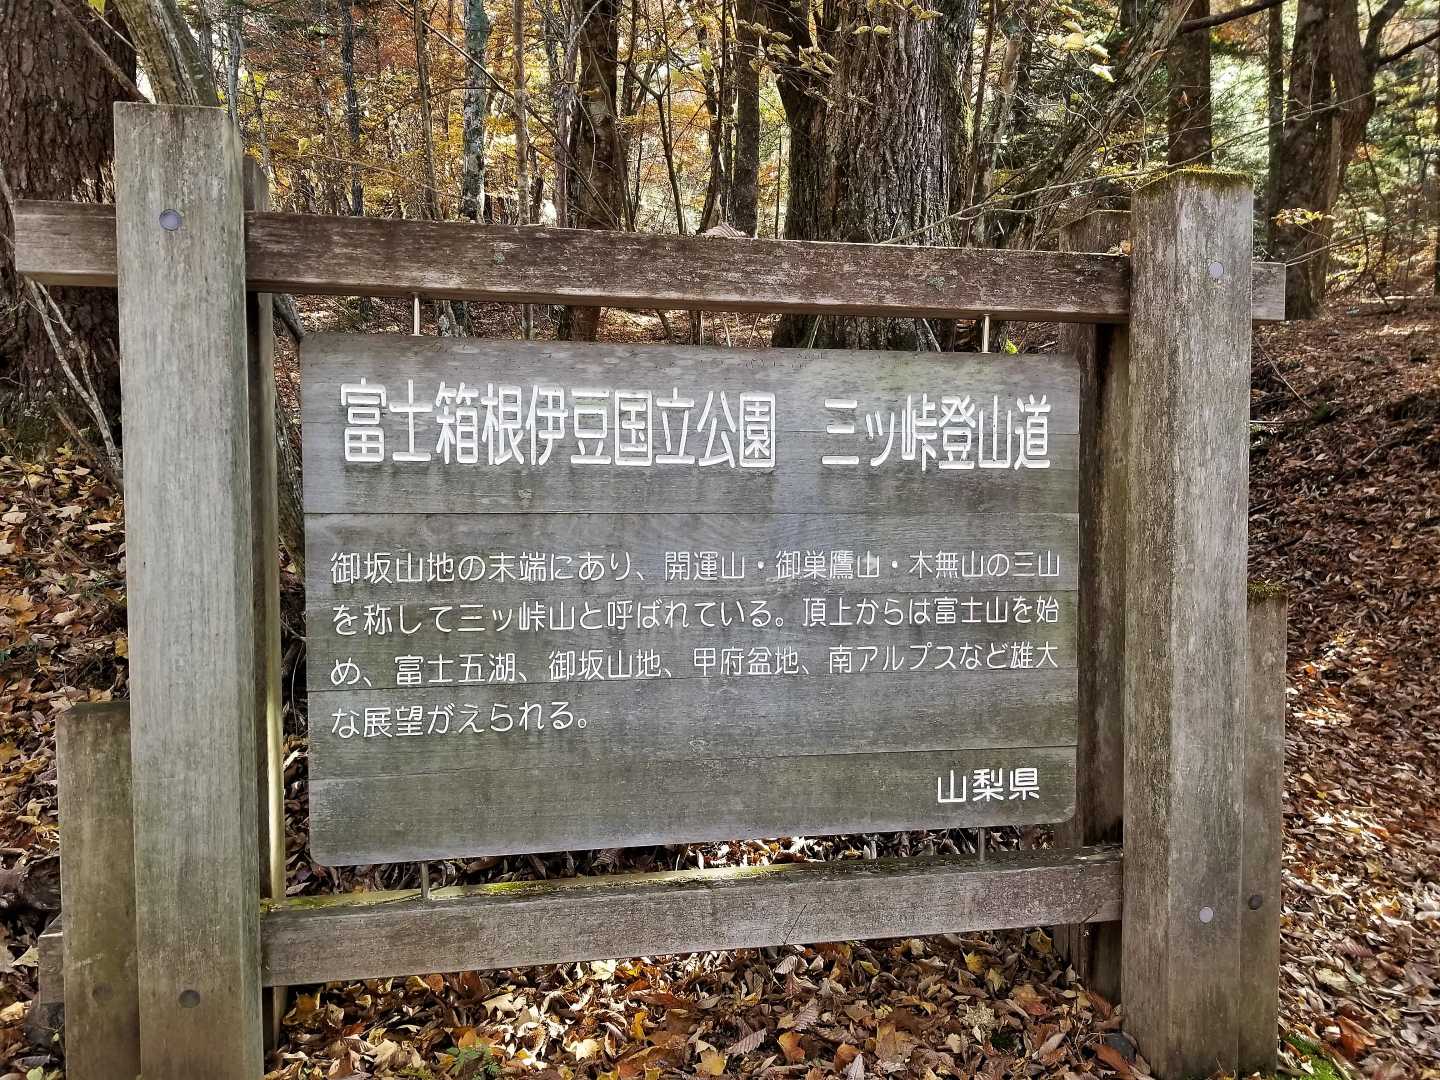 富士箱根伊豆国立公園　三ッ峠登山道
御坂山地の末端にあり、開運山・御巣鷹山・木無山の三山
を称して三ッ峠山と呼ばれている。頂上からは富士山を始
め、富士五湖、御坂山地、甲府盆地、南アルプスなど雄大
な展望がえられる。
山梨県